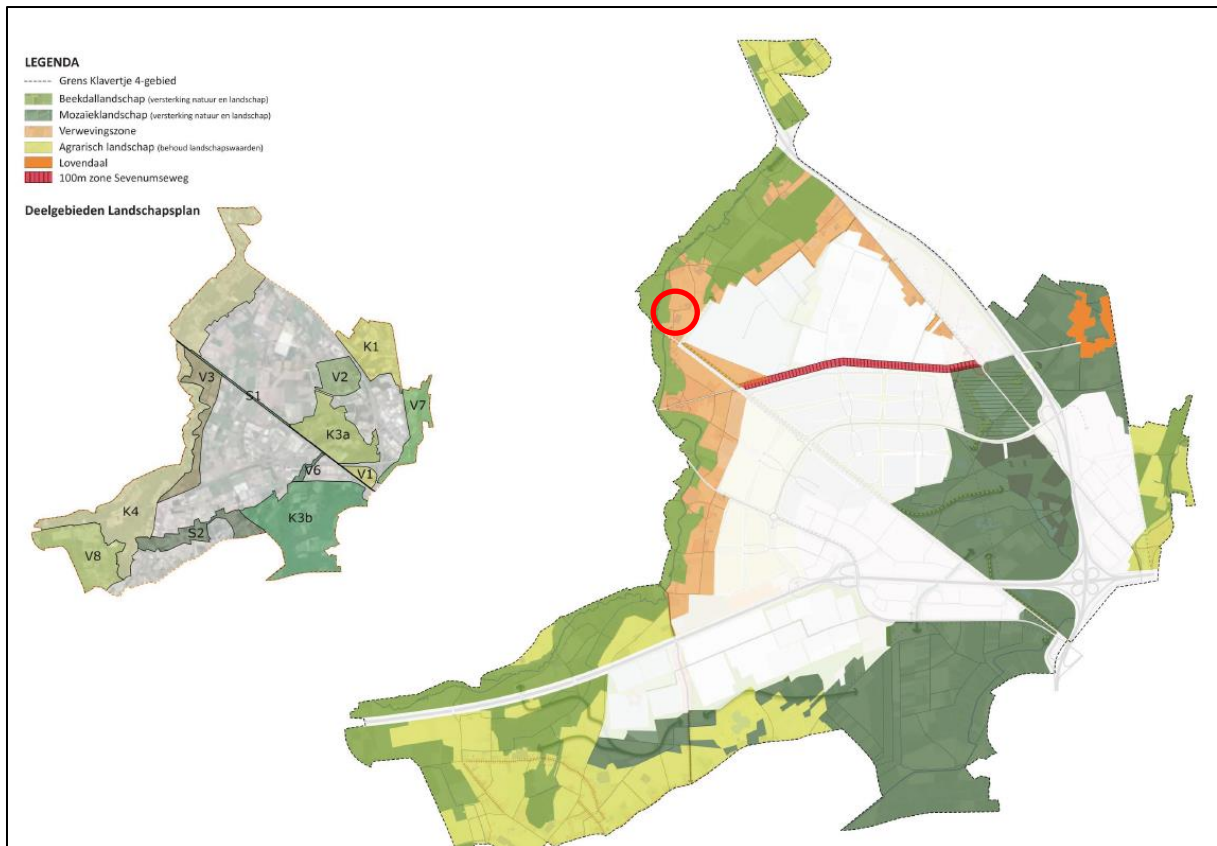 LEGENDA
Grens Klavertje 4-gebied
Beekdallandschap (versterking natuur en landschap)
Mozaïeklandschap (versterking natuur en landschap)
Verwevingszone
Agrarisch landschap (behoud landschapswaarden)
Lovendaal
100m zone Sevenumseweg
Deelgebieden Landschapsplan
K1
V3
V2
S1
V7
K3a
V6
V1
K4
K3b
S2
V8